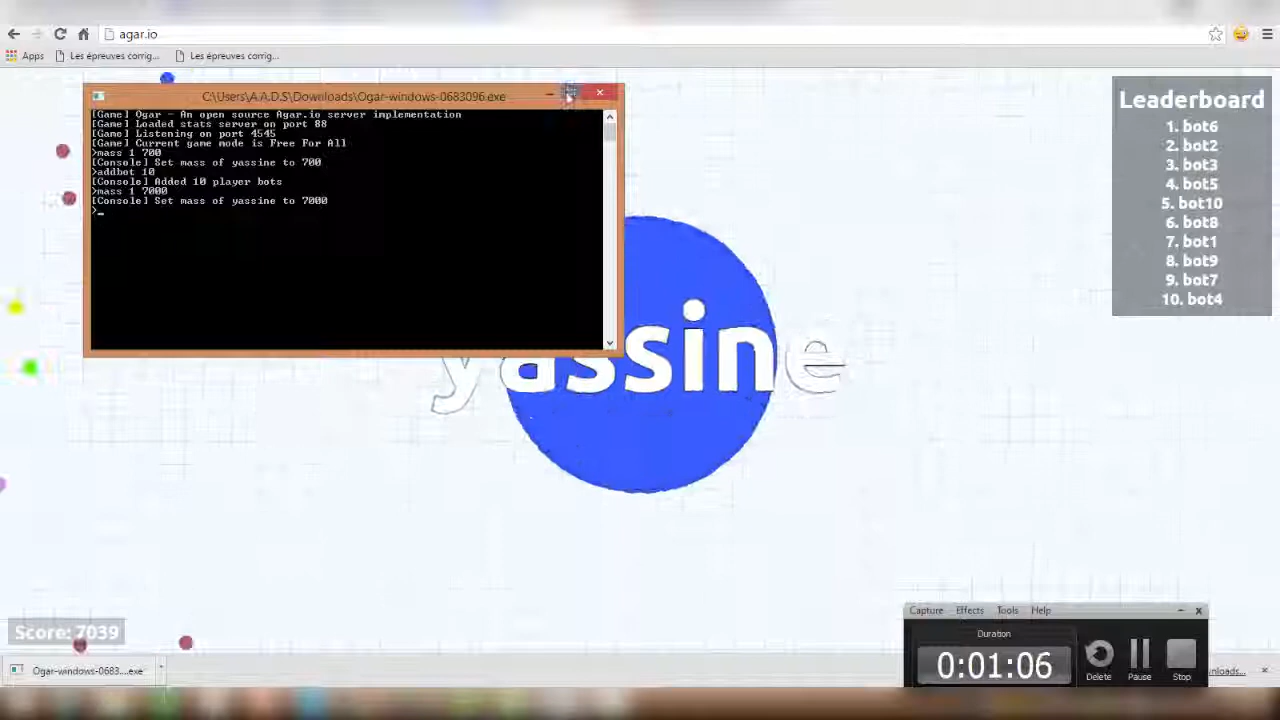 agar.io
Apps
Les épreuves corrig...
Les épreuves corrig...
C:\Users\A.A.D.S\Downloads\Ogar-windows-0683096.exe
[Game] Ogar - An open source Agar.io server implementation
[Game] Loaded stats server on port 88
[Game] Listening on port 4545
[Game] Current game mode is Free For All
>mass 1 700
[Console] Set mass of yassine to 700
>addbot 10
[Console] Added 10 player bots
>mass 1 7000
[Console] Set mass of yassine to 7000
>_
Leaderboard
1. bot6
2. bot2
3. bot3
4. bot5
5. bot10
6. bot8
7. bot1
8. bot9
9. bot7
10. bot4
yassine
Score: 7039
Capture Effects Tools Help
Duration
0:01:06
Delete Pause Stop
Ogar-windows-0683....exe